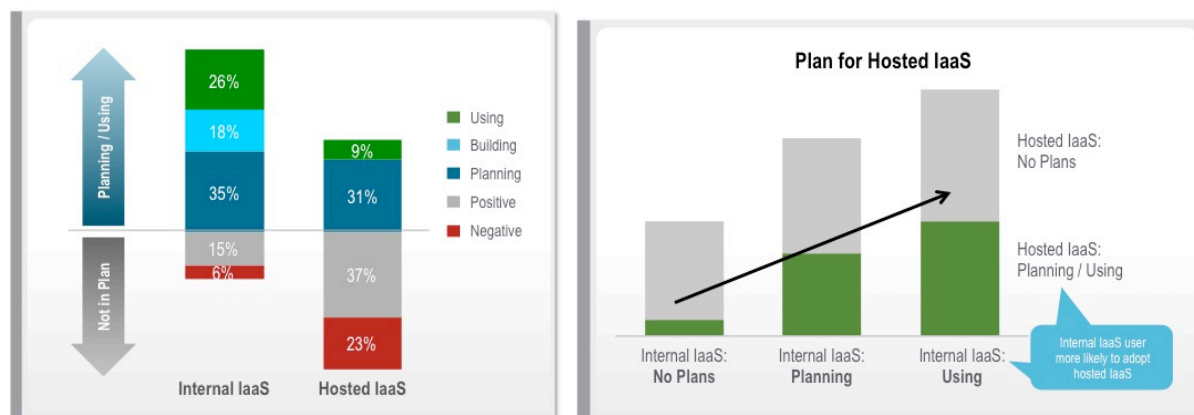 Planning / Using
Not in Plan
26%
18%
35%
15%
6%
9%
31%
37%
23%
Using
Building
Planning
Positive
Negative
Internal IaaS
Hosted IaaS
Plan for Hosted IaaS
Hosted IaaS:
No Plans
Hosted IaaS:
Planning / Using
Internal IaaS:
No Plans
Internal IaaS:
Planning
Internal IaaS:
Using
Internal IaaS user
more likely to adopt
hosted IaaS